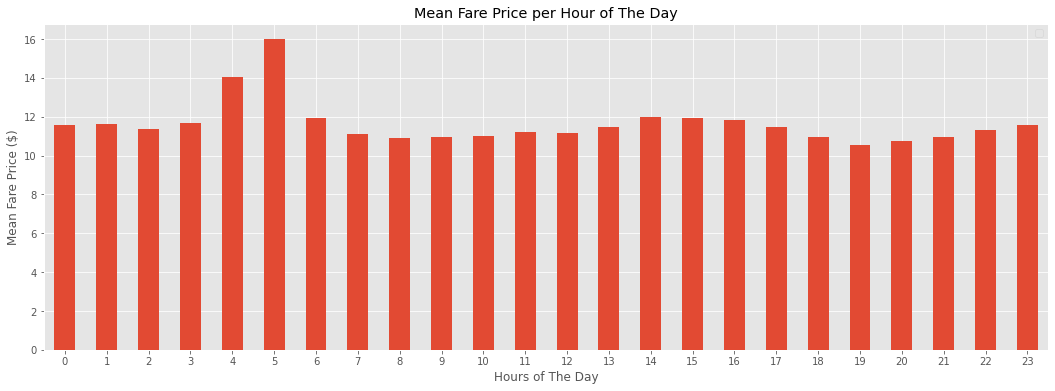 Mean Fare Price per Hour of The Day
Mean Fare Price ($)
16
14
12
10
8
6
4
2
0
0 1 2 3 4 5 6 7 8 9 10 11 12 13 14 15 16 17 18 19 20 21 22 23
Hours of The Day